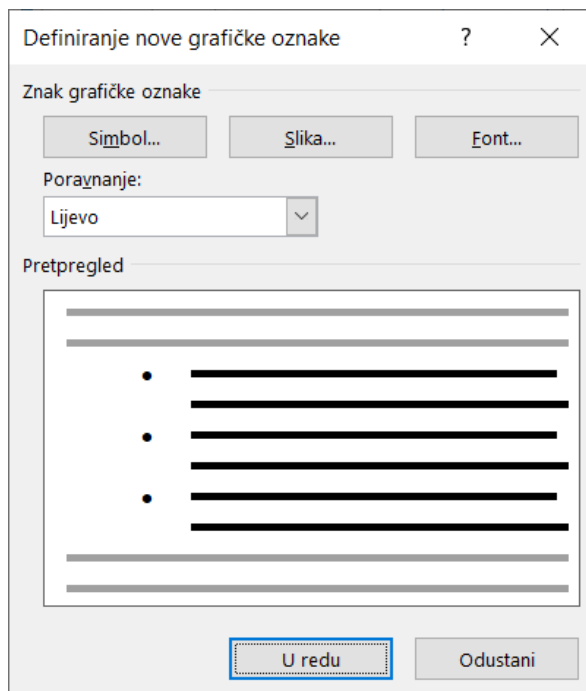 Definiranje nove grafičke oznake ?
Znak grafičke oznake
Simbol... Slika... Font...
Poravnanje:
Lijevo
Pretpregled
U redu Odustani